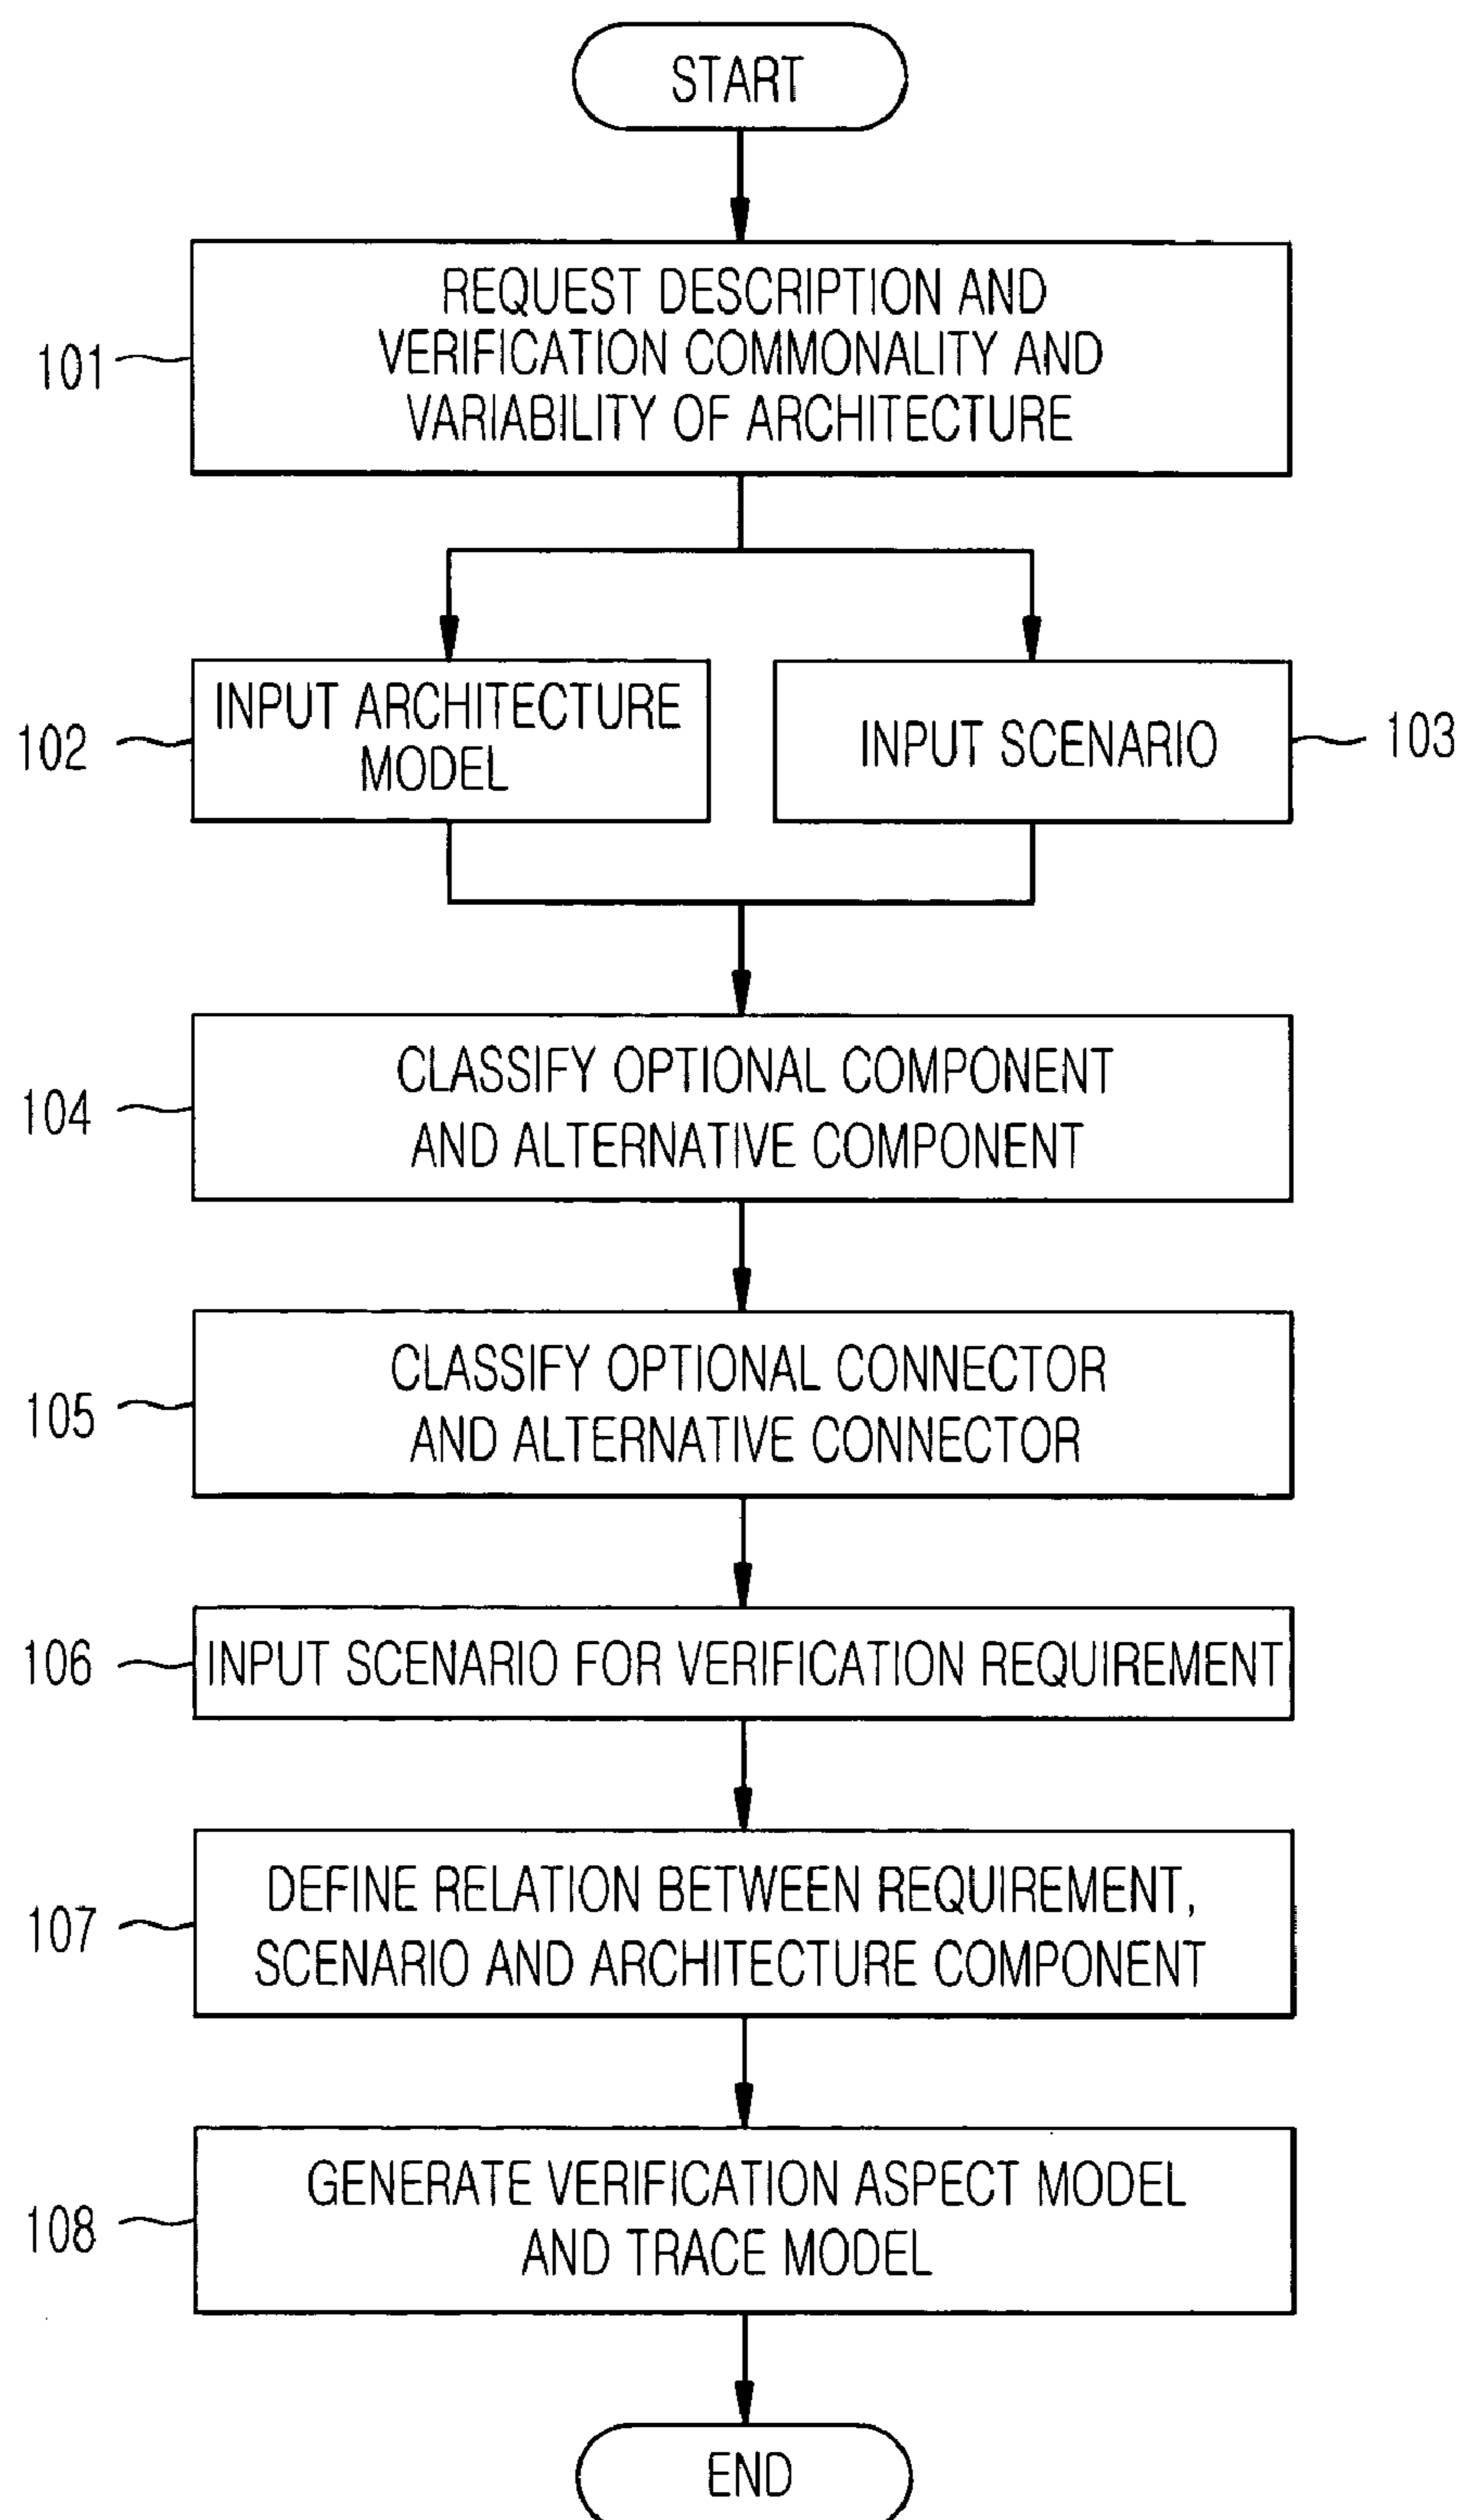 START
REQUEST DESCRIPTION AND
VERIFICATION COMMONALITY AND
VARIABILITY OF ARCHITECTURE
101
INPUT ARCHITECTURE
MODEL
102
INPUT SCENARIO
103
CLASSIFY OPTIONAL COMPONENT
AND ALTERNATIVE COMPONENT
104
CLASSIFY OPTIONAL CONNECTOR
AND ALTERNATIVE CONNECTOR
105
106
INPUT SCENARIO FOR VERIFICATION REQUIREMENT
DEFINE RELATION BETWEEN REQUIREMENT,
SCENARIO AND ARCHITECTURE COMPONENT
107
GENERATE VERIFICATION ASPECT MODEL
AND TRACE MODEL
108
END